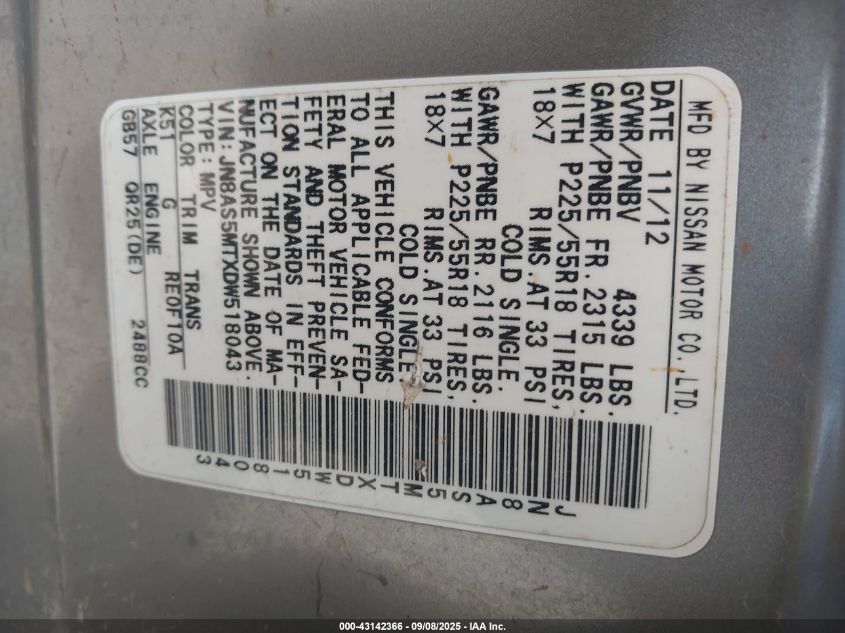 MFD BY NISSAN MOTOR CO.,LTD.
DATE 11/12
GVWR/PNBV 4339 LBS.
GAWR/PNBE FR. 2315 LBS.
WITH P225/55R18 TIRES,
18X7 RIMS.AT 33 PSI
COLD SINGLE.
GAWR/PNBE RR. 2116 LBS.
WITH P225/55R18 TIRES,
18X7 RIMS.AT 33 PSI
COLD SINGLE.
THIS VEHICLE CONFORMS
TO ALL APPLICABLE FED-
ERAL MOTOR VEHICLE SA-
FETY AND THEFT PREVEN-
TION STANDARDS IN EFF-
ECT ON THE DATE OF MA-
NUFACTURE SHOWN ABOVE.
VIN: JN8AS5MTXDW518043
TYPE: MPV
COLOR TRIM TRANS
K51 G RE0F10A
AXLE ENGINE
GB57 QR25(DE) 2488CC
JN8AS5MTXDW518043
000-43142366 - 09/08/2025 - IAA Inc.